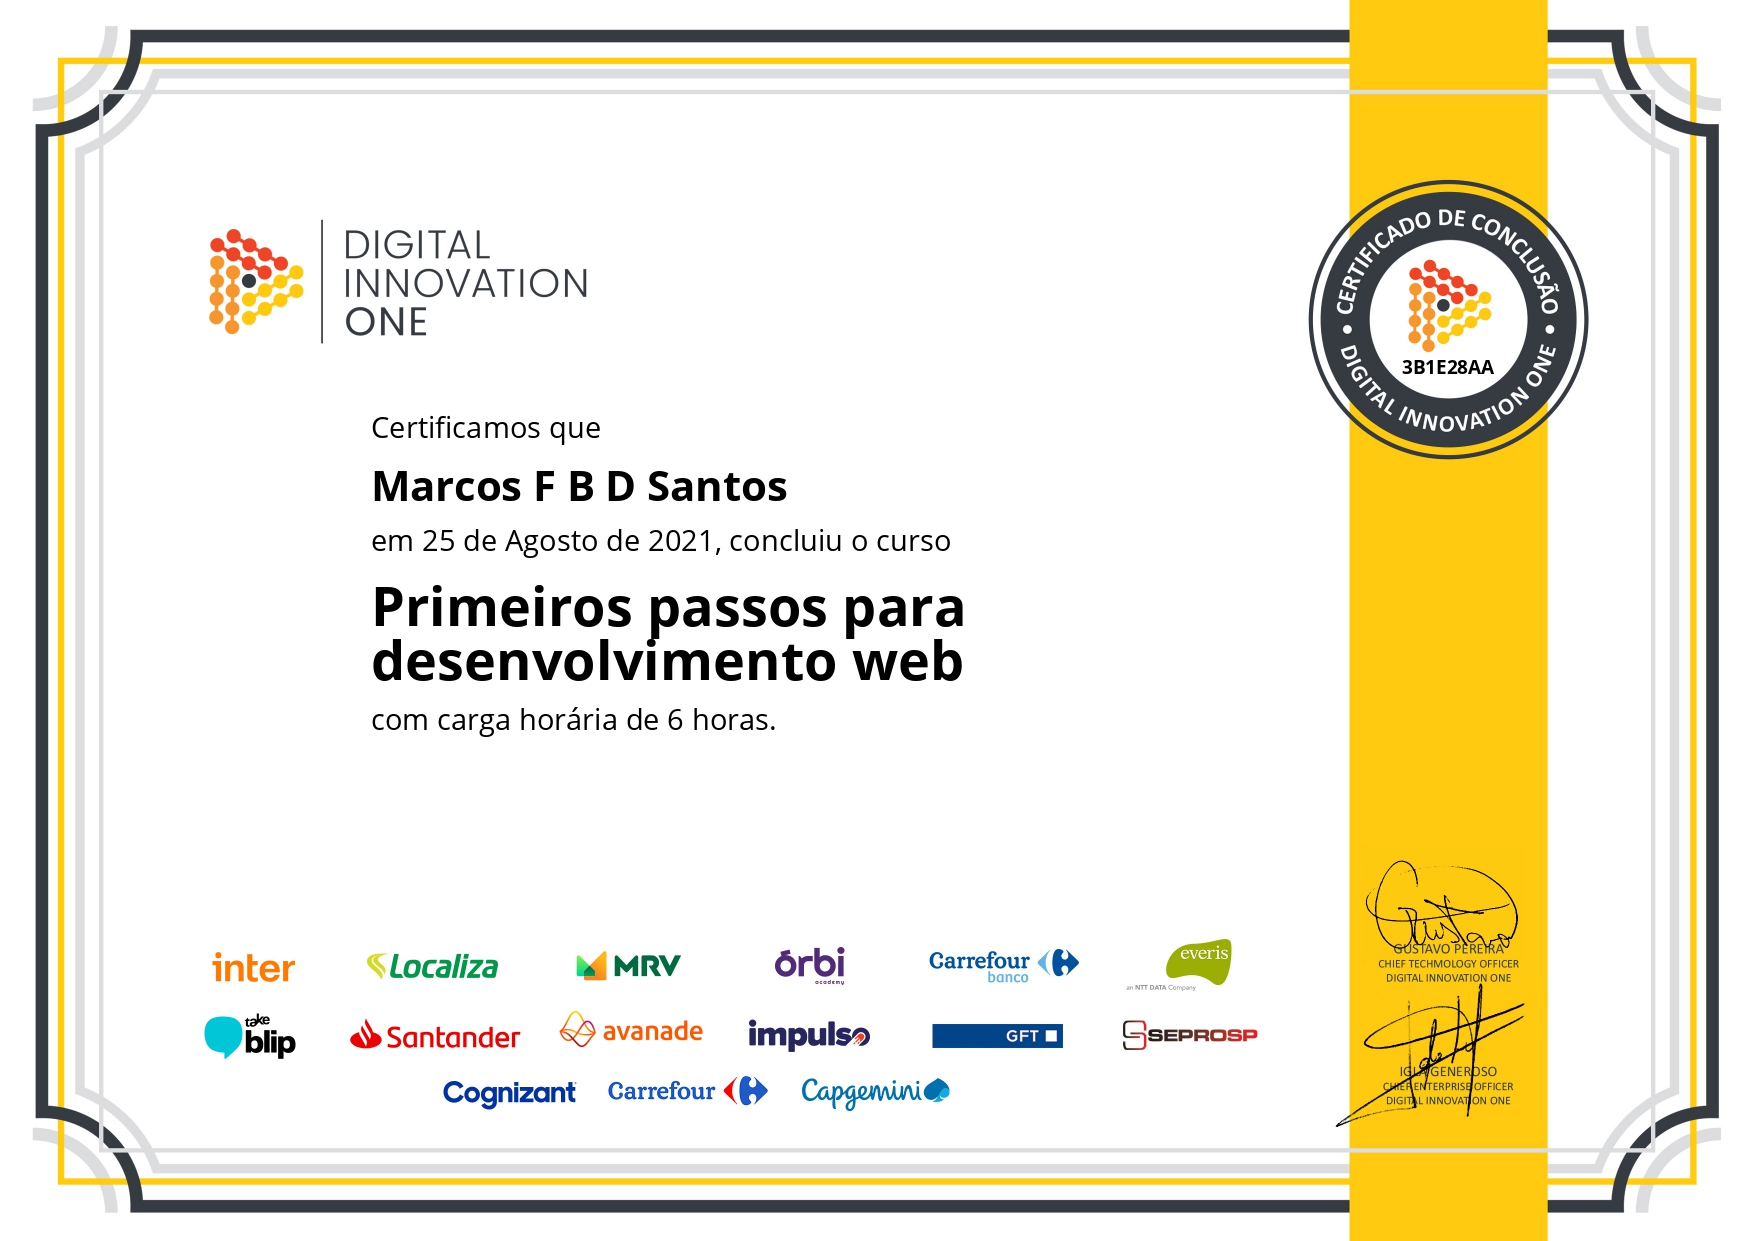 DIGITAL
INNOVATION
ONE
CERTIFICADO DE CONCLUSÃO
3B1E28AA
DIGITAL INNOVATION ONE
Certificamos que
Marcos F B D Santos
em 25 de Agosto de 2021, concluiu o curso
Primeiros passos para
desenvolvimento web
com carga horária de 6 horas.
Gustavo
GUSTAVO PEREIRA
CHIEF TECHMOLOGY OFFICER
DIGITAL INNOVATION ONE
inter
Localiza
MRV
órbi
academy
Carrefour
banco
everis
an NTT DATA Company
take
blip
Santander
avanade
impulso
GFT
SEPROSP
IGLA GENEROSO
CHIEF ENTERPRISE OFFICER
DIGITAL INNOVATION ONE
Cognizant
Carrefour
Capgemini